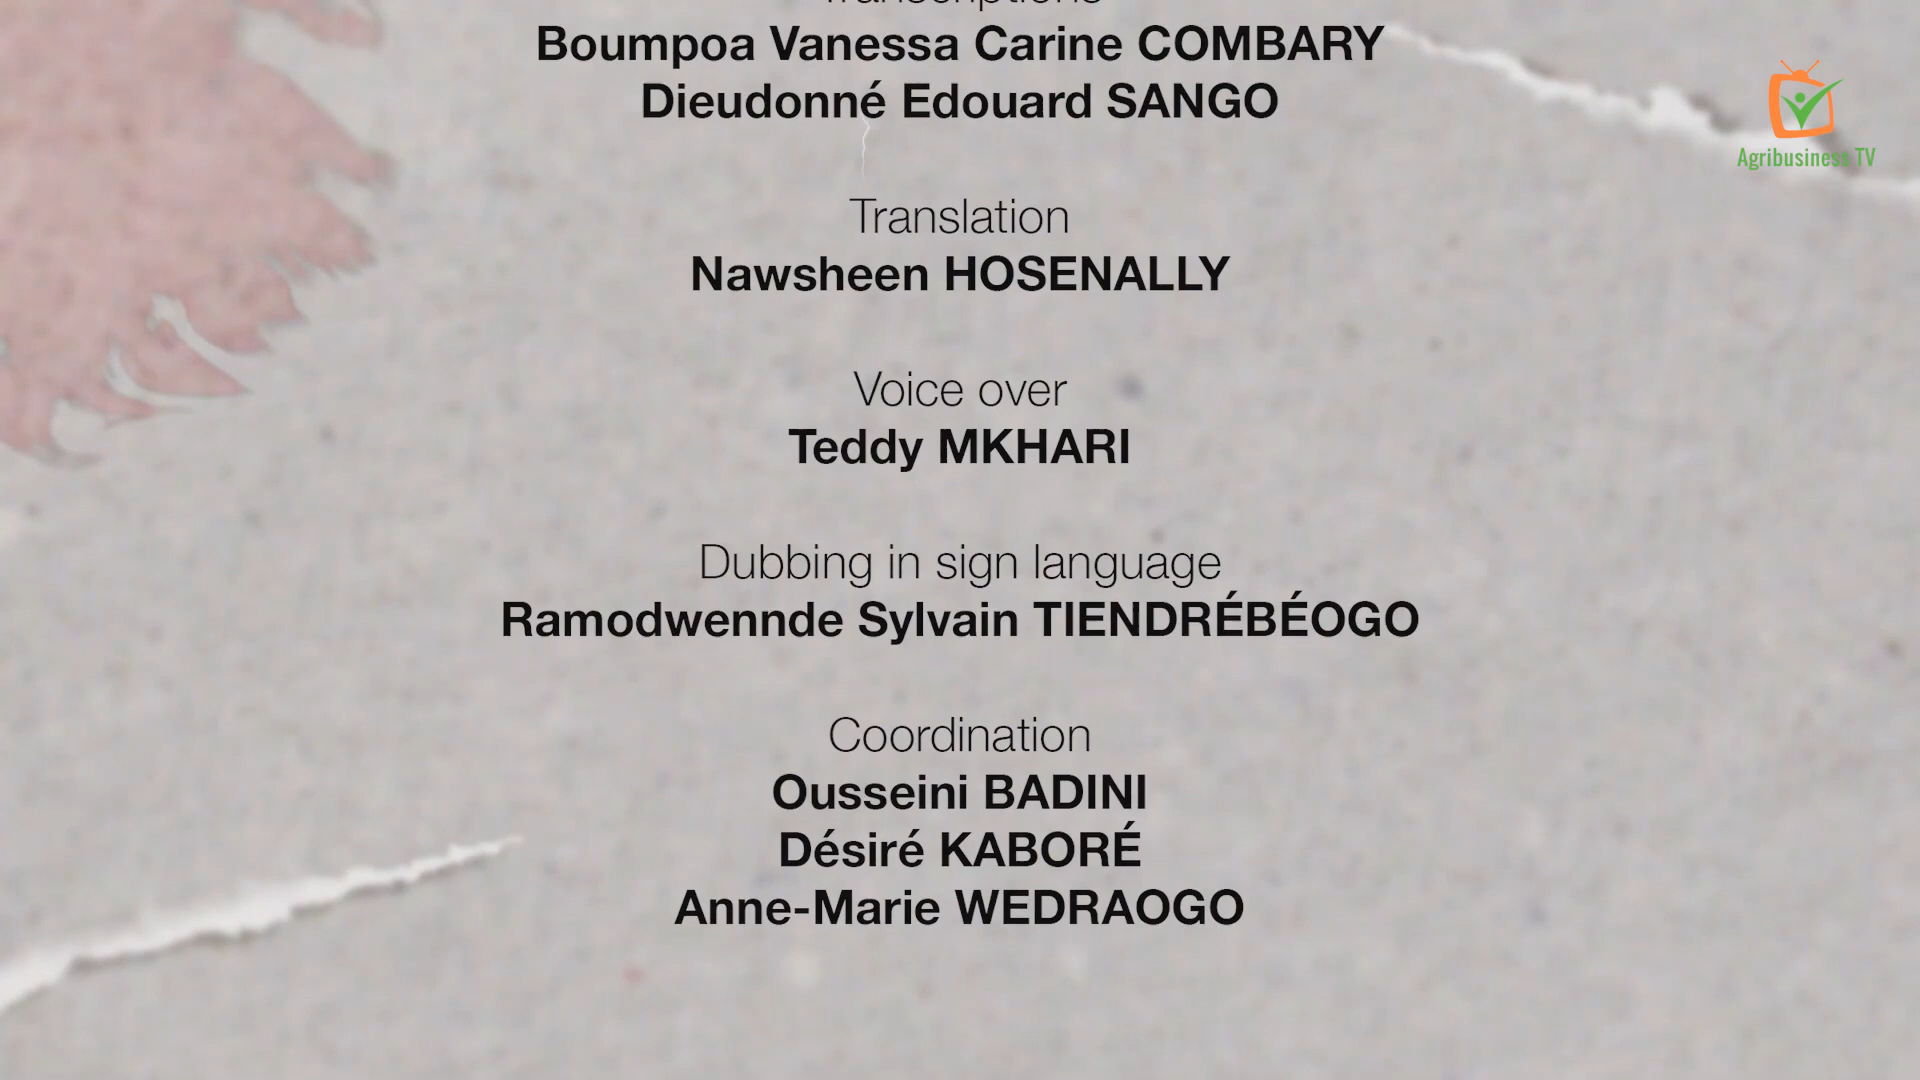 Transcriptions
Boumpoa Vanessa Carine COMBARY
Dieudonné Edouard SANGO
Agribusiness TV
Translation
Nawsheen HOSENALLY
Voice over
Teddy MKHARI
Dubbing in sign language
Ramodwennde Sylvain TIENDRÉBÉOGO
Coordination
Ousseini BADINI
Désiré KABORÉ
Anne-Marie WEDRAOGO